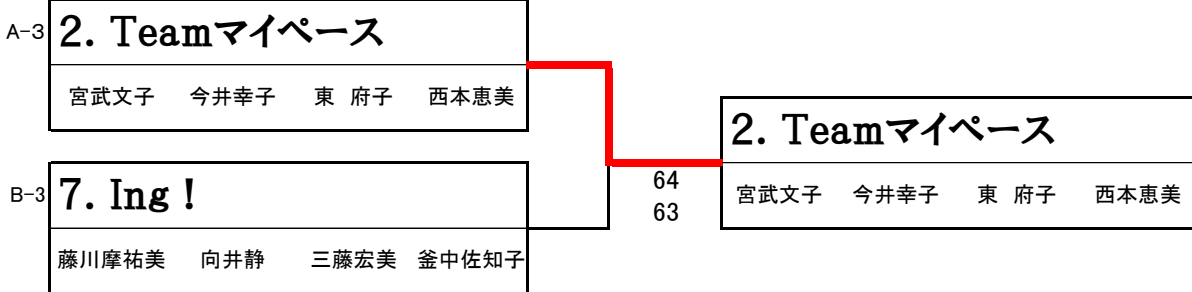 A-3
2. Teamマイペース
宮武文子 今井幸子 東 府子 西本恵美
B-3
7. Ing！
藤川摩祐美 向井静 三藤宏美 釜中佐知子
64
63
2. Teamマイペース
宮武文子 今井幸子 東 府子 西本恵美